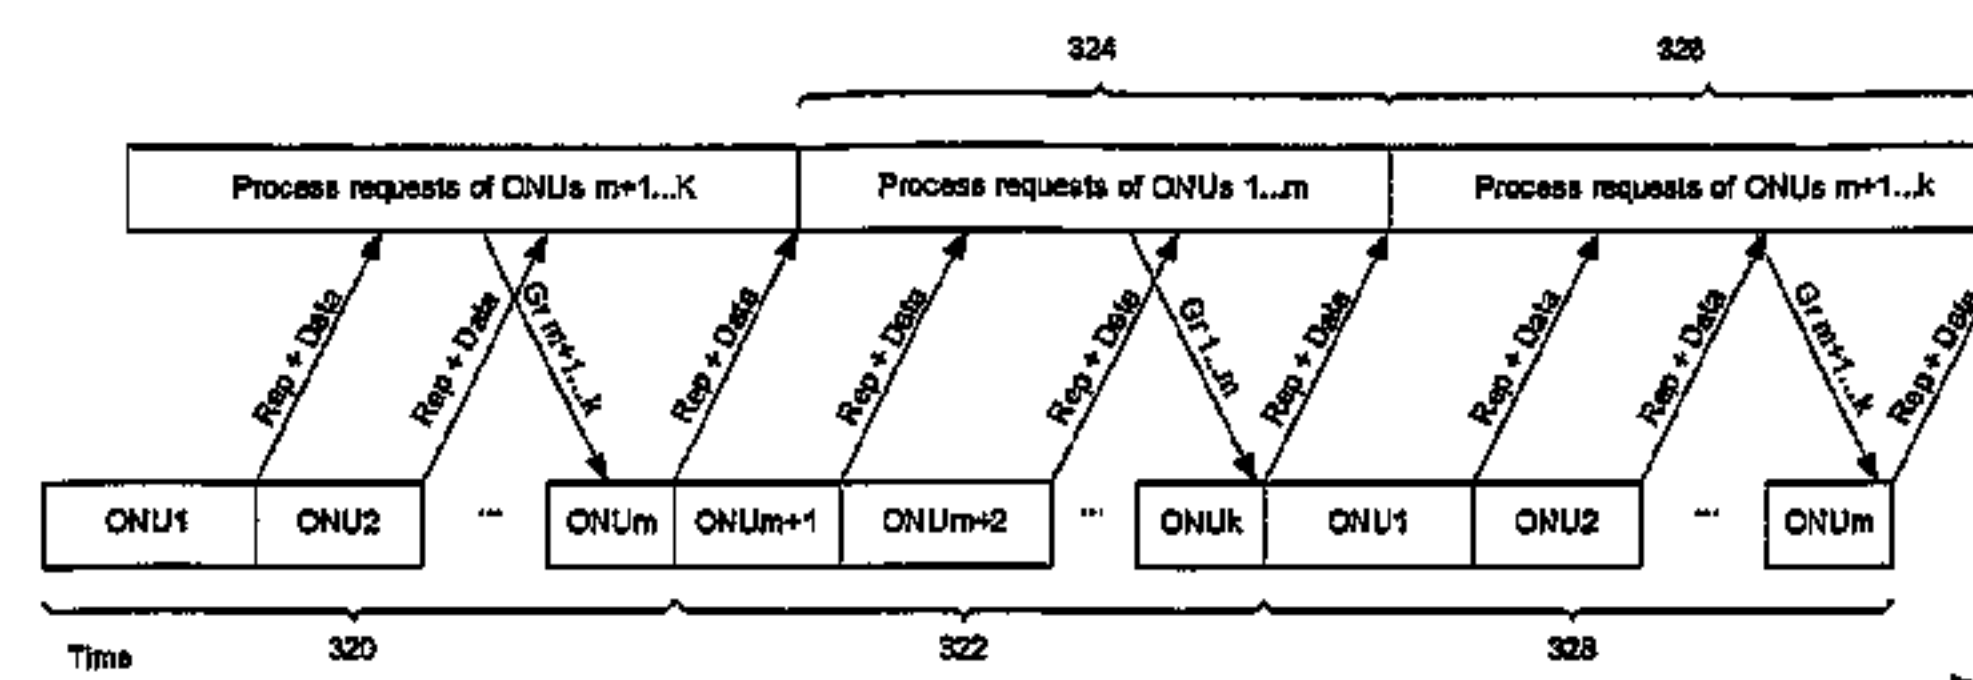 324
326
Process requests of ONUs m+1...K
Process requests of ONUs 1...m
Process requests of ONUs m+1...k
Rep + Data
Rep + Data
Gr m+1...k
Rep + Data
Rep + Data
Rep + Data
Gr 1...m
Rep + Data
Rep + Data
Rep + Data
Gr m+1...k
Rep + Data
ONU1
ONU2
...
ONUm
ONUm+1
ONUm+2
...
ONUk
ONU1
ONU2
...
ONUm
Time
320
322
328